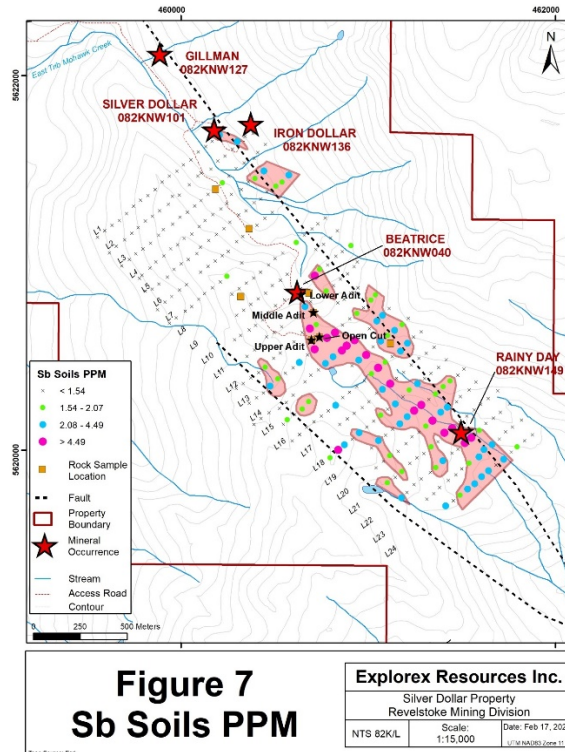 460000
462000
5622000
5620000
N
East Trib Mohawk Creek
GILLMAN
082KNW127
SILVER DOLLAR
082KNW101
IRON DOLLAR
082KNW136
BEATRICE
082KNW040
Lower Adit
Middle Adit
Open Cut
Upper Adit
RAINY DAY
082KNW149
L1
L2
L3
L4
L5
L6
L7
L8
L9
L10
L11
L12
L13
L14
L15
L16
L17
L18
L19
L20
L21
L22
L23
L24
Sb Soils PPM
< 1.54
1.54 - 2.07
2.08 - 4.49
> 4.49
Rock Sample
Location
Fault
Property
Boundary
Mineral
Occurrence
Stream
Access Road
Contour
0 250 500 Meters
Figure 7
Sb Soils PPM
Explorex Resources Inc.
Silver Dollar Property
Revelstoke Mining Division
NTS 82K/L
Scale:
1:15,000
Date: Feb 17, 202
UTM NAD83 Zone 11